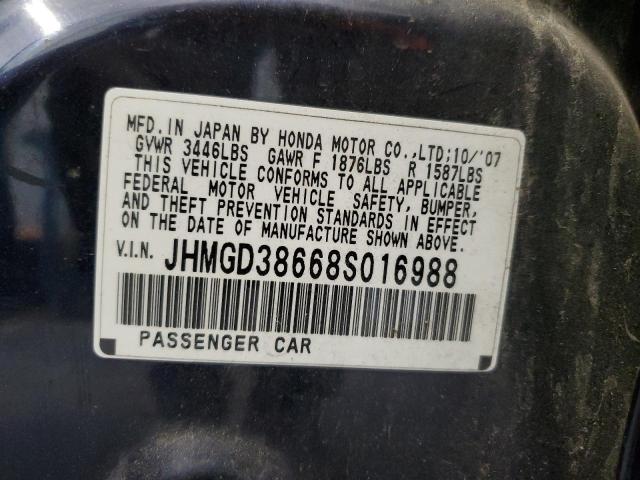 MFD.IN JAPAN BY HONDA MOTOR CO.,LTD;10/'07
GVWR 3446LBS GAWR F 1876LBS R 1587LBS
THIS VEHICLE CONFORMS TO ALL APPLICABLE
FEDERAL MOTOR VEHICLE SAFETY, BUMPER,
AND THEFT PREVENTION STANDARDS IN EFFECT
ON THE DATE OF MANUFACTURE SHOWN ABOVE.
V.I.N. JHMGD38668S016988
PASSENGER CAR